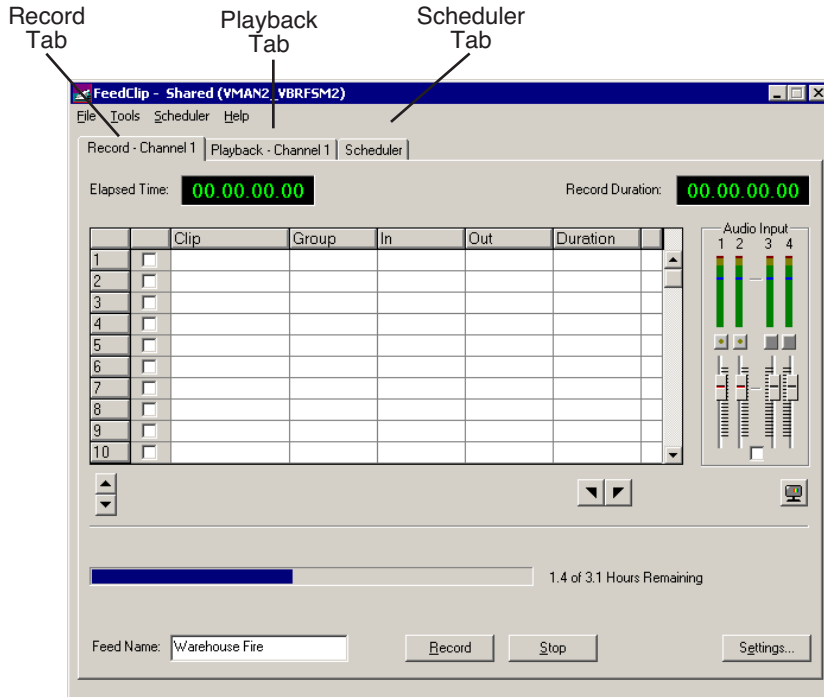 Record Tab
Playback Tab
Scheduler Tab
FeedClip - Shared (VMAN2_VBRFSM2)
File Tools Scheduler Help
Record - Channel 1 Playback - Channel 1 Scheduler
Elapsed Time: 00.00.00.00 Record Duration: 00.00.00.00
Audio Input
1 2 3 4
Clip Group In Out Duration
1
2
3
4
5
6
7
8
9
10
1.4 of 3.1 Hours Remaining
Feed Name: Warehouse Fire Record Stop Settings...